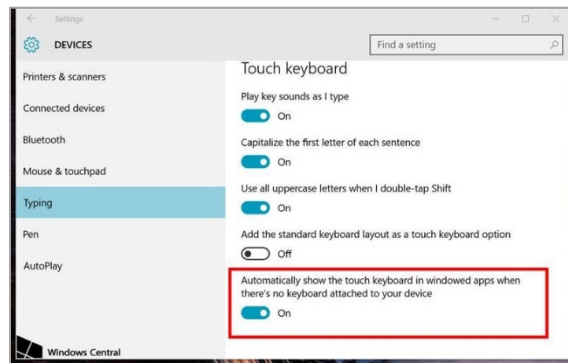 Settings
DEVICES
Find a setting
Printers & scanners
Connected devices
Bluetooth
Mouse & touchpad
Typing
Pen
AutoPlay
Touch keyboard
Play key sounds as I type
On
Capitalize the first letter of each sentence
On
Use all uppercase letters when I double-tap Shift
On
Add the standard keyboard layout as a touch keyboard option
Off
Automatically show the touch keyboard in windowed apps when
there's no keyboard attached to your device
On
Windows Central